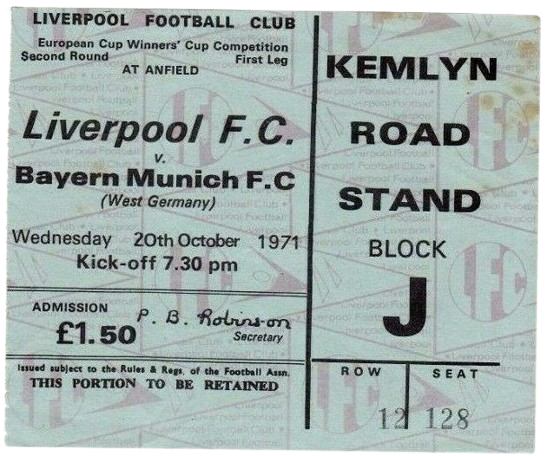 LIVERPOOL FOOTBALL CLUB
European Cup Winners' Cup Competition
Second Round First Leg
AT ANFIELD
Liverpool F.C.
v.
Bayern Munich F.C
(West Germany)
Wednesday 20th October 1971
Kick-off 7.30 pm
ADMISSION
£1.50
P. B. Robinson
Secretary
Issued subject to the Rules & Regs. of the Football Assn.
THIS PORTION TO BE RETAINED
KEMLYN
ROAD
STAND
BLOCK
J
ROW SEAT
12 128